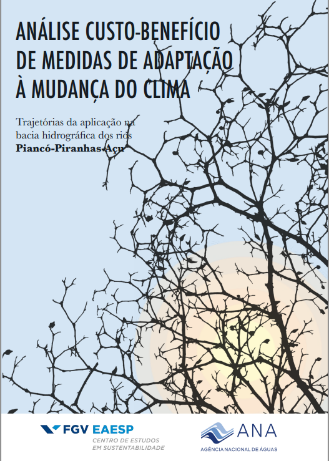 ANÁLISE CUSTO-BENEFÍCIO
DE MEDIDAS DE ADAPTAÇÃO
À MUDANÇA DO CLIMA
Trajetórias da aplicação na
bacia hidrográfica dos rios
Piancó-Piranhas-Açu
FGV EAESP
CENTRO DE ESTUDOS
EM SUSTENTABILIDADE
ANA
AGÊNCIA NACIONAL DE ÁGUAS